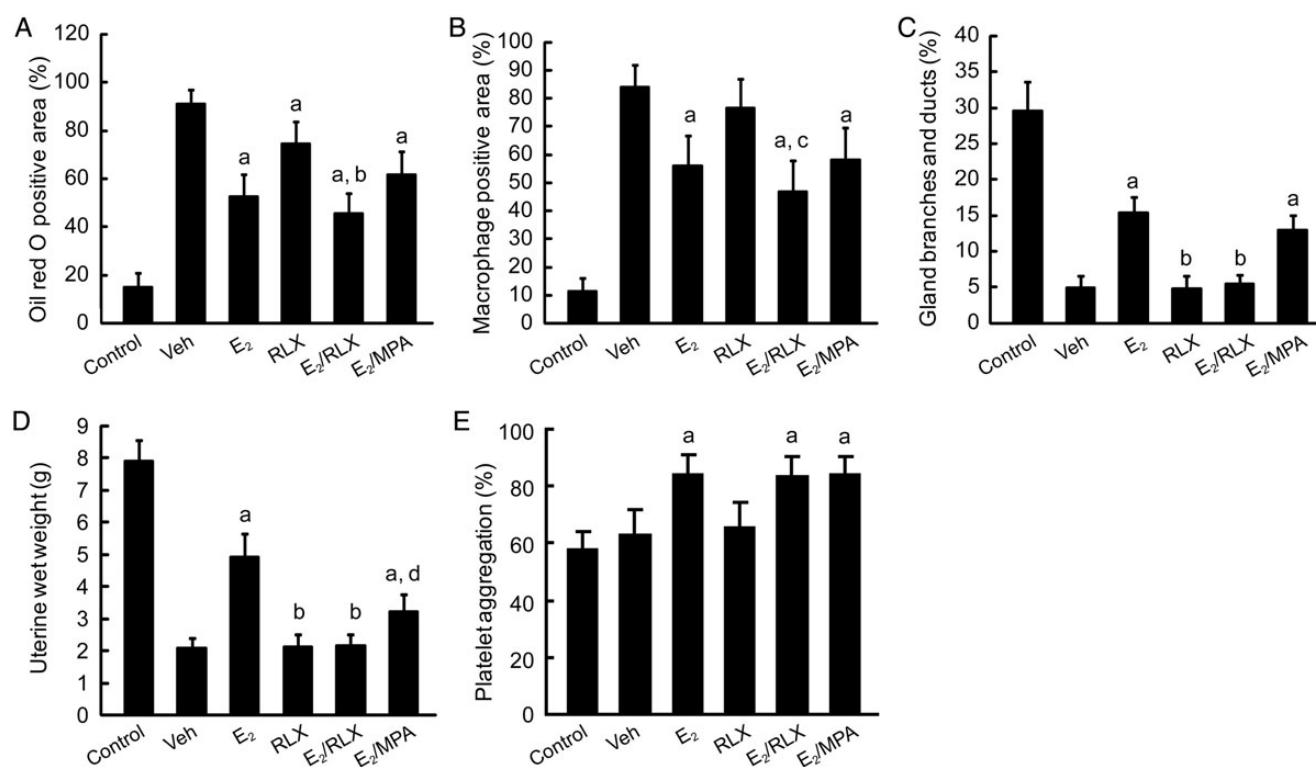 A
Oil red O positive area (%)
120
100
80
60
40
20
0
a
a
a, b
a
Control
Veh
E₂
RLX
E₂/RLX
E₂/MPA
B
Macrophage positive area (%)
100
90
80
70
60
50
40
30
20
10
0
a
a, c
a
Control
Veh
E₂
RLX
E₂/RLX
E₂/MPA
C
Gland branches and ducts (%)
40
35
30
25
20
15
10
5
0
a
b
b
a
Control
Veh
E₂
RLX
E₂/RLX
E₂/MPA
D
Uterine wet weight (g)
9
8
7
6
5
4
3
2
1
0
a
b
b
a, d
Control
Veh
E₂
RLX
E₂/RLX
E₂/MPA
E
Platelet aggregation (%)
100
80
60
40
20
0
a
a
a
Control
Veh
E₂
RLX
E₂/RLX
E₂/MPA